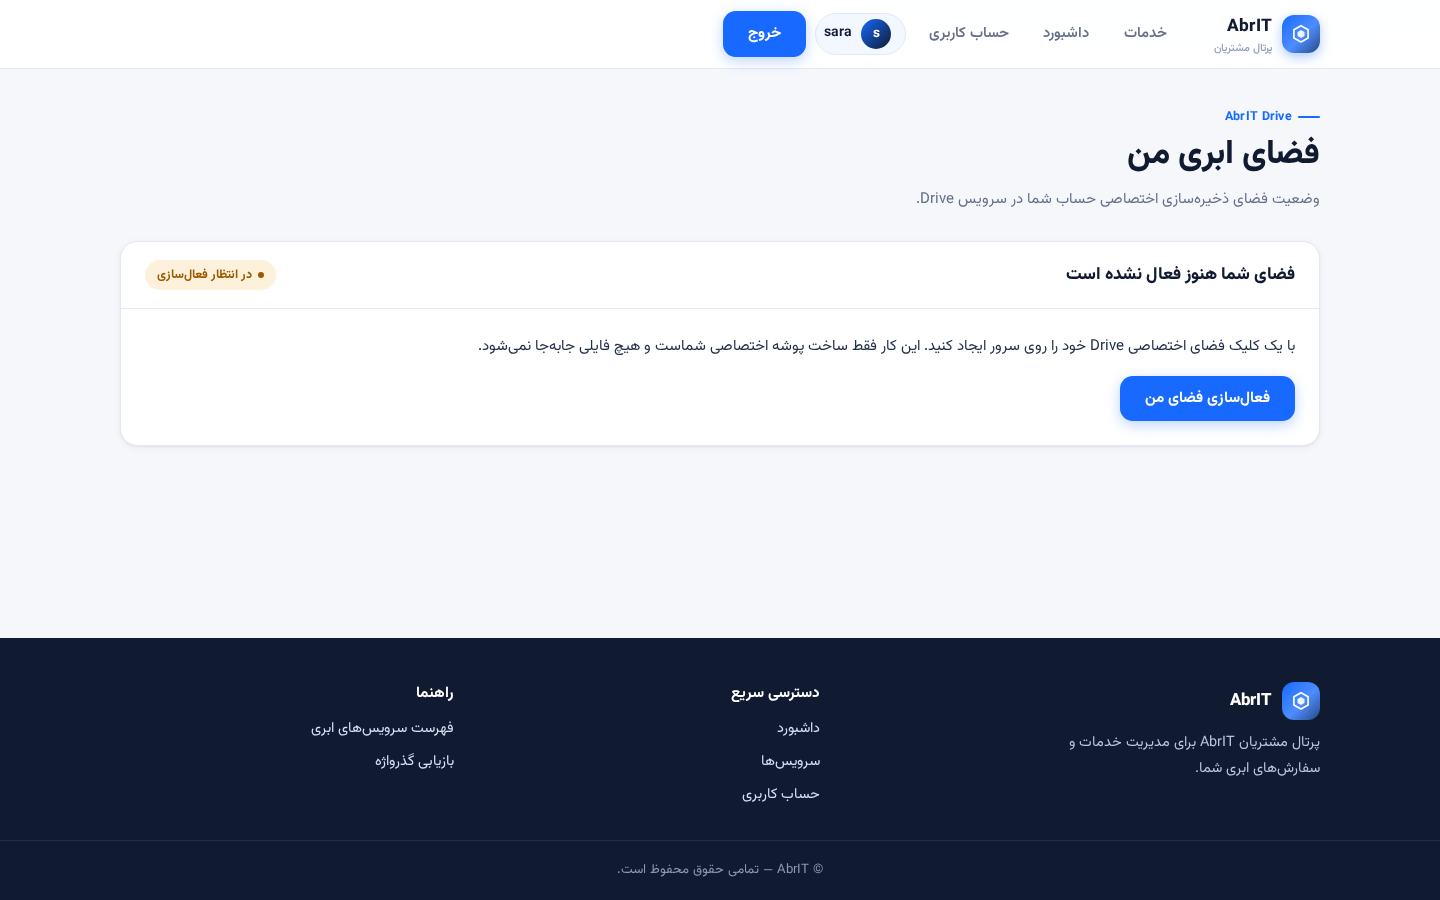 AbrIT
پرتال مشتریان
خدمات
داشبورد
حساب کاربری
s
sara
خروج
AbrIT Drive
فضای ابری من
وضعیت فضای ذخیره‌سازی اختصاصی حساب شما در سرویس Drive.
فضای شما هنوز فعال نشده است
در انتظار فعال‌سازی
با یک کلیک فضای اختصاصی Drive خود را روی سرور ایجاد کنید. این کار فقط ساخت پوشه اختصاصی شماست و هیچ فایلی جابه‌جا نمی‌شود.
فعال‌سازی فضای من
AbrIT
پرتال مشتریان AbrIT برای مدیریت خدمات و
سفارش‌های ابری شما.
دسترسی سریع
داشبورد
سرویس‌ها
حساب کاربری
راهنما
فهرست سرویس‌های ابری
بازیابی گذرواژه
© AbrIT — تمامی حقوق محفوظ است.